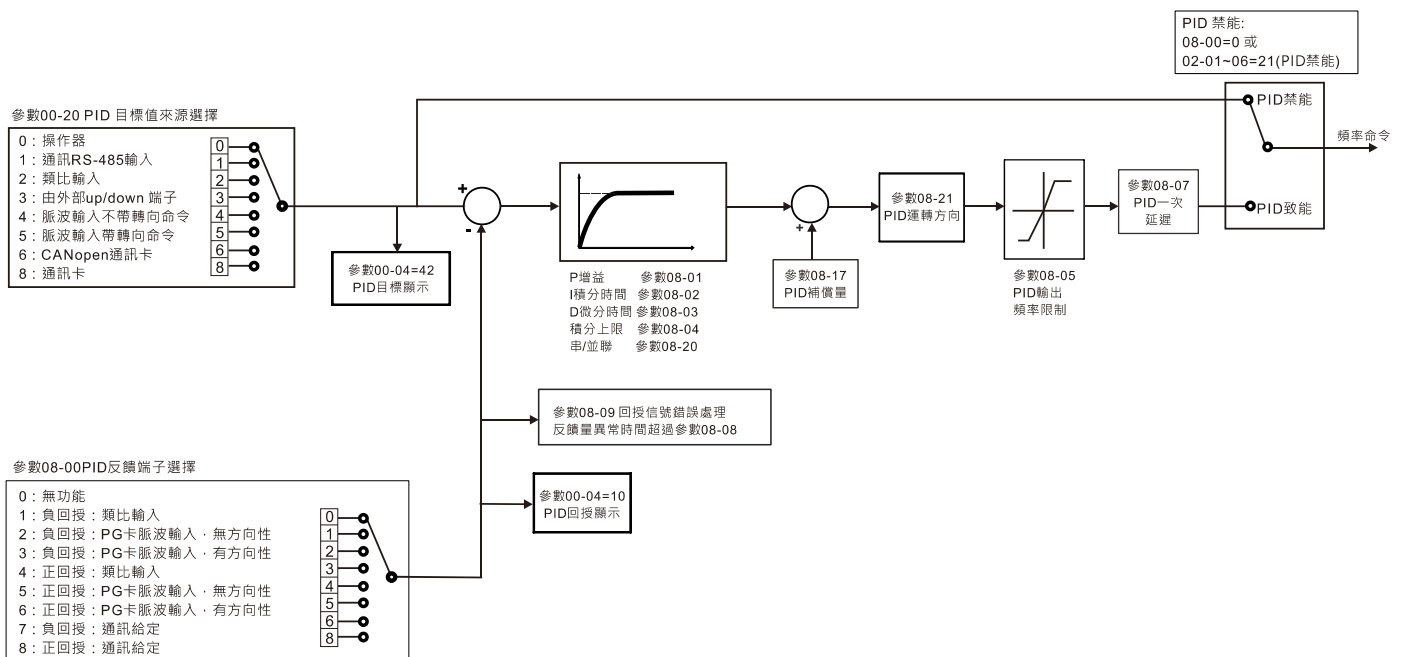 PID 禁能:
08-00=0 或
02-01~06=21(PID禁能)
參數00-20 PID 目標值來源選擇
0：操作器
1：通訊RS-485輸入
2：類比輸入
3：由外部up/down 端子
4：脈波輸入不帶轉向命令
5：脈波輸入帶轉向命令
6：CANopen通訊卡
8：通訊卡
0
1
2
3
4
5
6
8
+
-
參數00-04=42
PID目標顯示
P增益 參數08-01
I積分時間 參數08-02
D微分時間 參數08-03
積分上限 參數08-04
串/並聯 參數08-20
+
參數08-17
PID補償量
參數08-21
PID運轉方向
參數08-05
PID輸出
頻率限制
參數08-07
PID一次
延遲
PID禁能
PID致能
頻率命令
參數08-09 回授信號錯誤處理
反饋量異常時間超過參數08-08
參數00-04=10
PID回授顯示
參數08-00PID反饋端子選擇
0：無功能
1：負回授：類比輸入
2：負回授：PG卡脈波輸入，無方向性
3：負回授：PG卡脈波輸入，有方向性
4：正回授：類比輸入
5：正回授：PG卡脈波輸入，無方向性
6：正回授：PG卡脈波輸入，有方向性
7：負回授：通訊給定
8：正回授：通訊給定
0
1
2
3
4
5
6
8